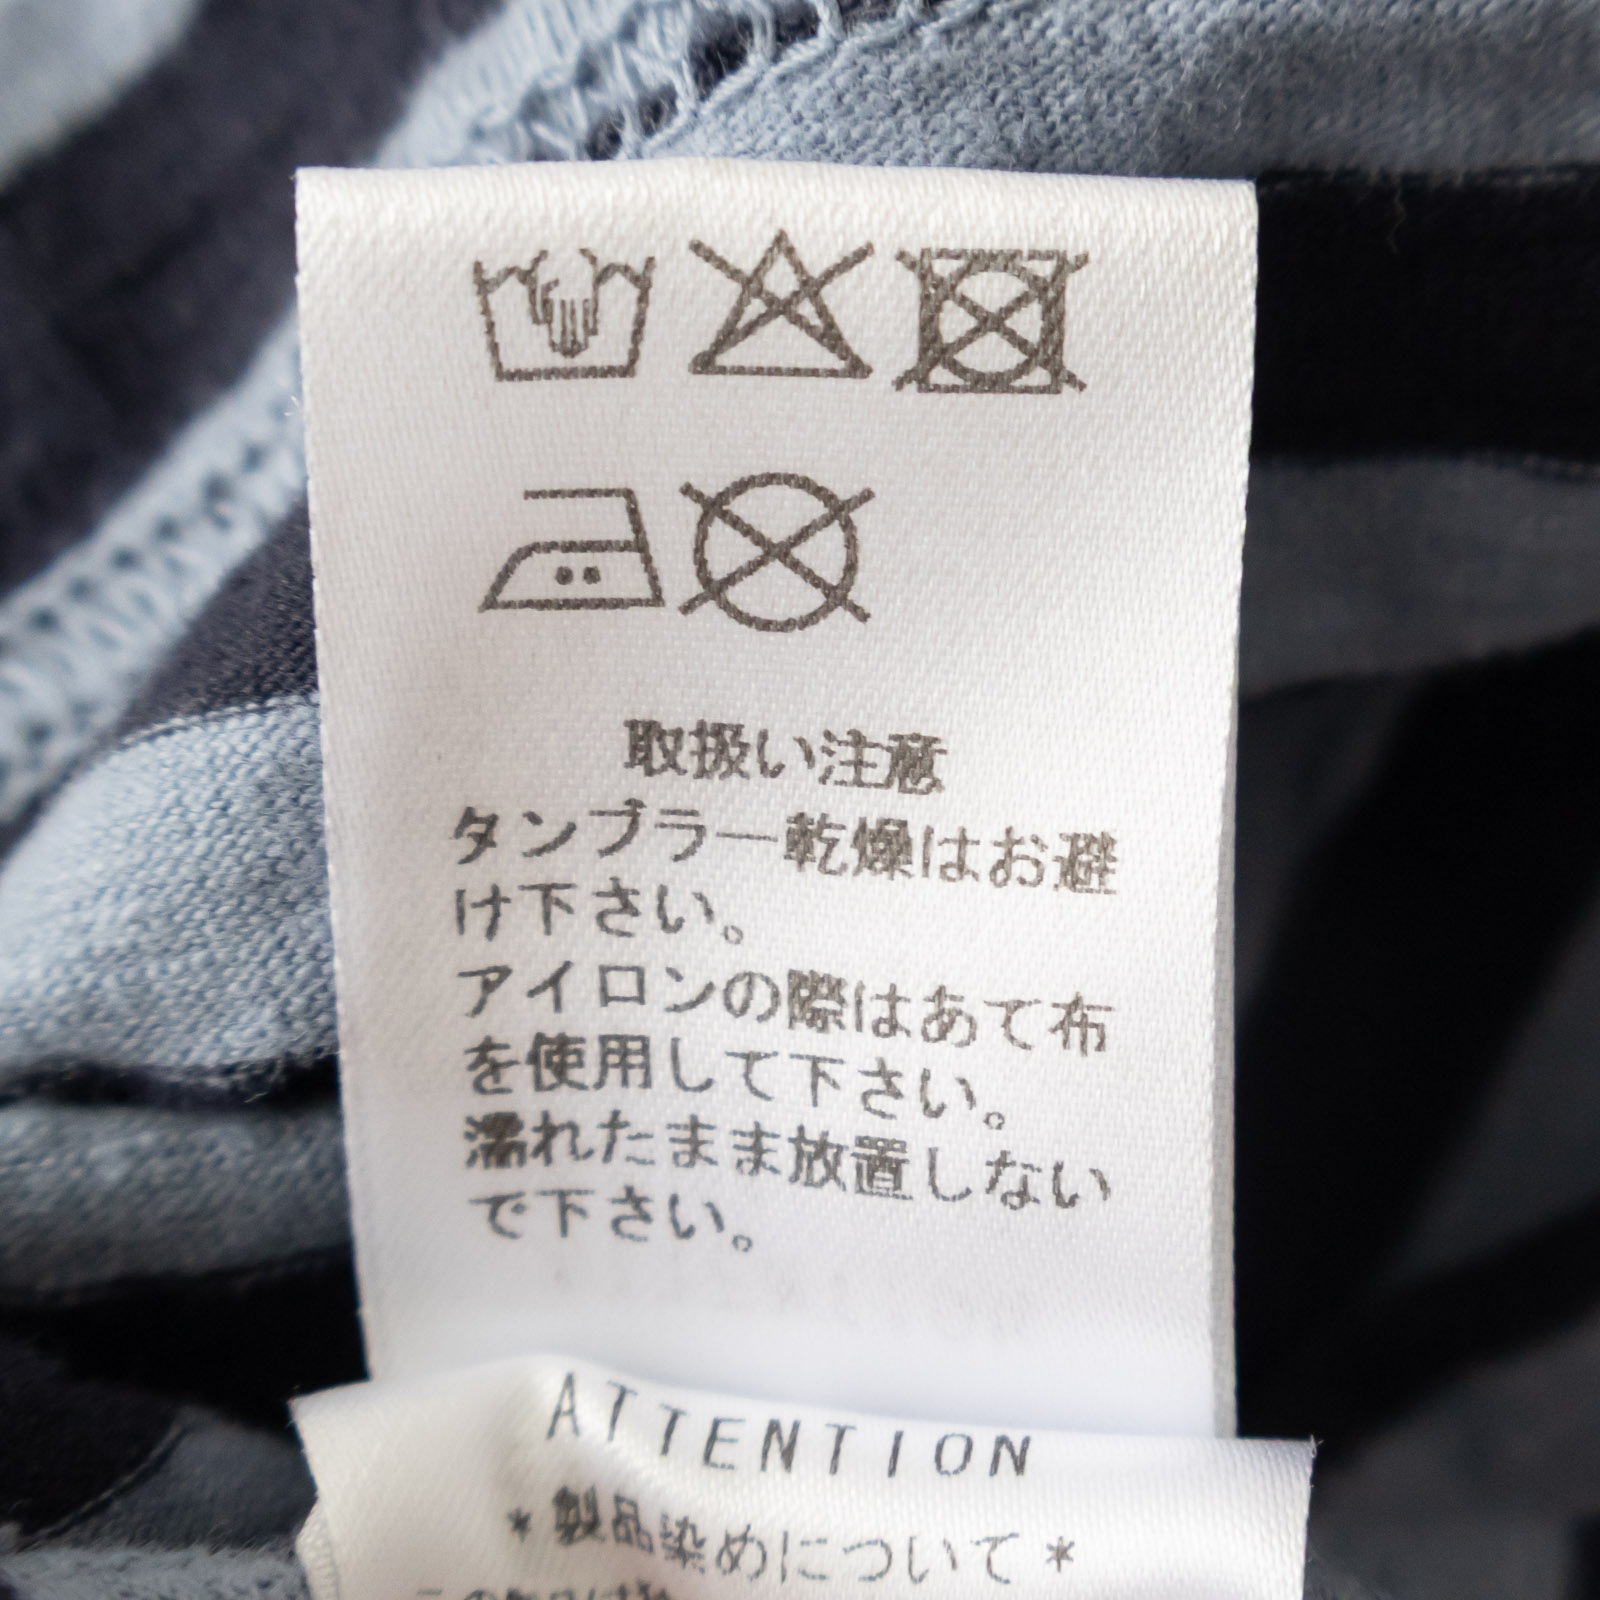 取扱い注意
タンブラー乾燥はお避
け下さい。
アイロンの際はあて布
を使用して下さい。
濡れたまま放置しない
で下さい。
ATTENTION
*製品染めについて*